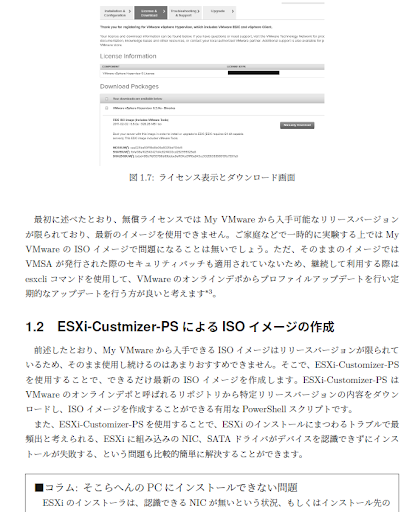 Installation & Configuration
License & Download
Troubleshooting & Support
Upgrade
Thank you for registering for VMware vSphere Hypervisor, which includes VMware ESXi and vSphere client.
License Information
Download Packages
Your downloads are available below
図 1.7: ライセンス表示とダウンロード画面
最初に述べたとおり、無償ライセンスでは My VMware から入手可能なリリースバージョン
が限られており、最新のイメージを使用できません。ご家庭などで一時的に実験する上では My
VMware の ISO イメージで問題になることは無いでしょう。ただ、そのままのイメージでは
VMSA が発行された際のセキュリティパッチも適用されていないため、継続して利用する際は
esxcli コマンドを使用して、VMware のオンラインデポからプロファイルアップデートを行い定
期的なアップデートを行う方が良いと考えます*3。
1.2 ESXi-Custmizer-PS による ISO イメージの作成
前述したとおり、My VMware から入手できる ISO イメージはリリースバージョンが限られて
いるため、そのまま使用し続けるのはあまりおすすめできません。そこで、ESXi-Customizer-PS
を使用することで、できるだけ最新の ISO イメージを作成します。ESXi-Customizer-PS は
VMware のオンラインデポと呼ばれるリポジトリから特定リリースバージョンの内容をダウン
ロードし、ISO イメージを作成することができる有用な PowerShell スクリプトです。
また、ESXi-Customizer-PS を使用することで、ESXi のインストールにまつわるトラブルで最
頻出と考えられる、ESXi に組み込みの NIC、SATA ドライバがデバイスを認識できずにインス
トールが失敗する、という問題も比較的簡単に解決することができます。
■コラム: そこらへんの PC にインストールできない問題
ESXi のインストーラは、認識できる NIC が無いという状況、もしくはインストール先の